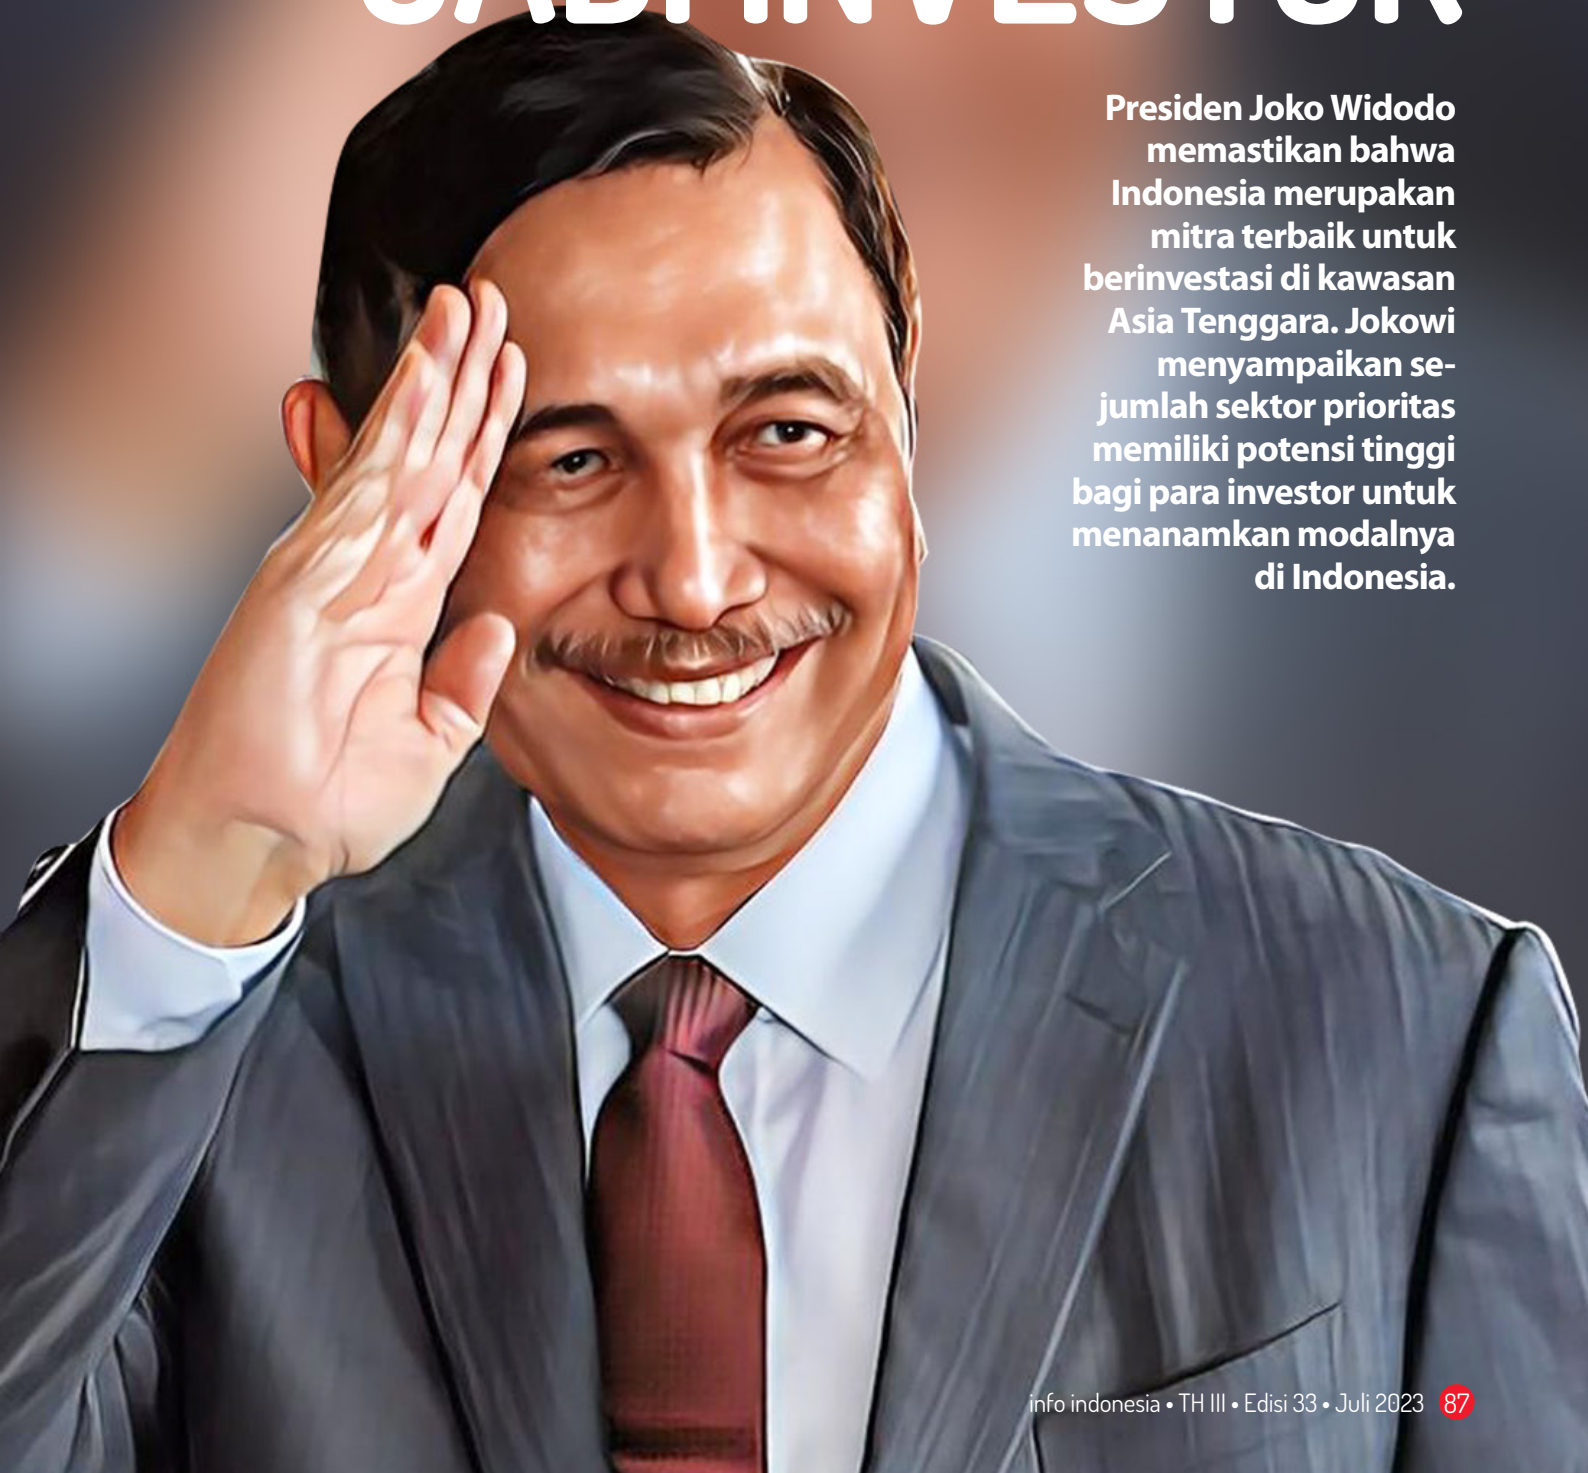 INVESTOR
Presiden Joko Widodo
memastikan bahwa
Indonesia merupakan
mitra terbaik untuk
berinvestasi di kawasan
Asia Tenggara. Jokowi
menyampaikan se-
jumlah sektor prioritas
memiliki potensi tinggi
bagi para investor untuk
menanamkan modalnya
di Indonesia.
info indonesia • TH III • Edisi 33 • Juli 2023 87